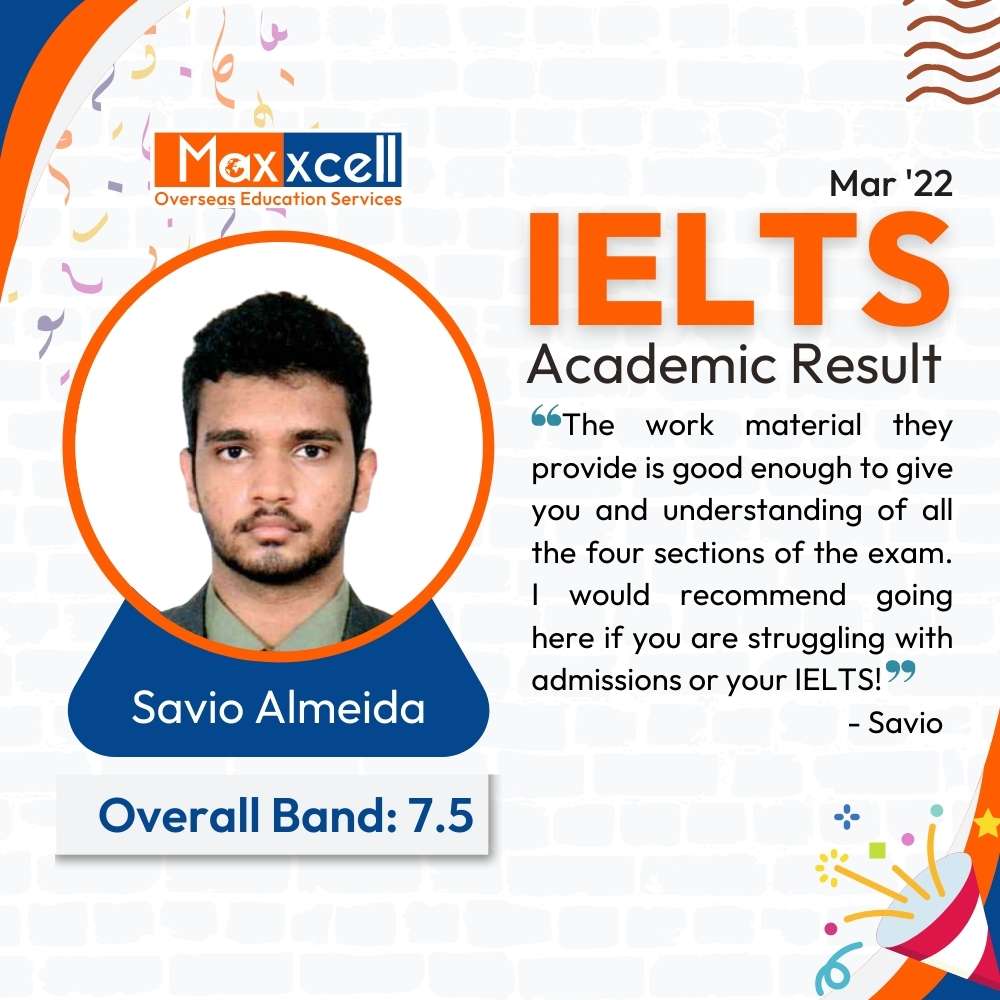 Maxxcell
Overseas Education Services
Mar '22
IELTS
Academic Result
“The work material they
provide is good enough to give
you and understanding of all
the four sections of the exam.
I would recommend going
here if you are struggling with
admissions or your IELTS!”
- Savio
Savio Almeida
Overall Band: 7.5